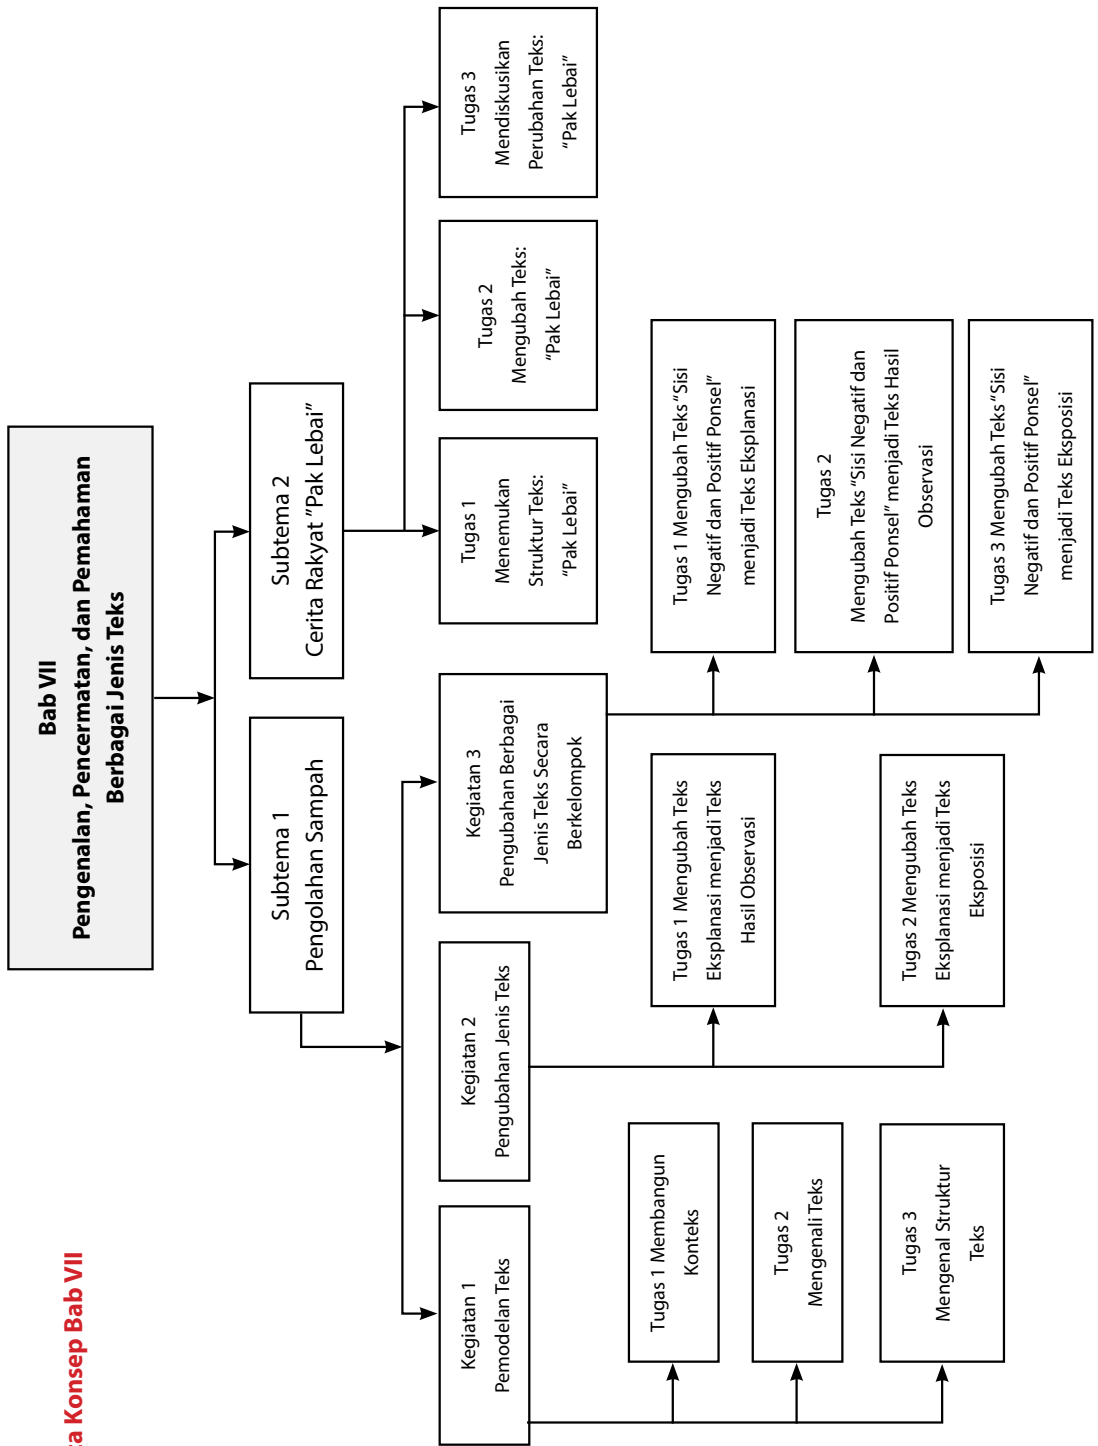 a Konsep Bab VII
Bab VII
Pengenalan, Pencermatan, dan Pemahaman
Berbagai Jenis Teks
Subtema 1
Pengolahan Sampah
Subtema 2
Cerita Rakyat ”Pak Lebai”
Kegiatan 1
Pemodelan Teks
Kegiatan 2
Pengubahan Jenis Teks
Kegiatan 3
Pengubahan Berbagai
Jenis Teks Secara
Berkelompok
Tugas 1
Menemukan
Struktur Teks:
“Pak Lebai”
Tugas 2
Mengubah Teks:
“Pak Lebai”
Tugas 3
Mendiskusikan
Perubahan Teks:
“Pak Lebai”
Tugas 1 Membangun
Konteks
Tugas 2
Mengenali Teks
Tugas 3
Mengenal Struktur
Teks
Tugas 1 Mengubah Teks
Eksplanasi menjadi Teks
Hasil Observasi
Tugas 2 Mengubah Teks
Eksplanasi menjadi Teks
Eksposisi
Tugas 1 Mengubah Teks “Sisi
Negatif dan Positif Ponsel”
menjadi Teks Eksplanasi
Tugas 2
Mengubah Teks “Sisi Negatif dan
Positif Ponsel” menjadi Teks Hasil
Observasi
Tugas 3 Mengubah Teks “Sisi
Negatif dan Positif Ponsel”
menjadi Teks Eksposisi